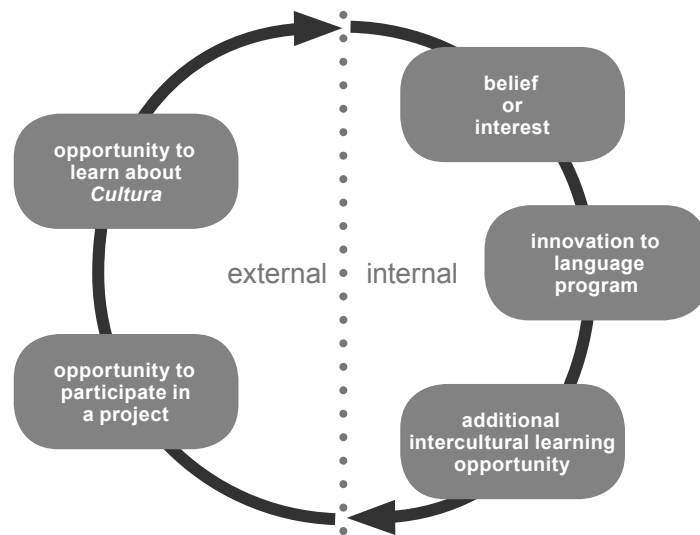 belief
or
interest
opportunity to
learn about
Cultura
innovation to
language
program
external
internal
opportunity to
participate in
a project
additional
intercultural learning
opportunity